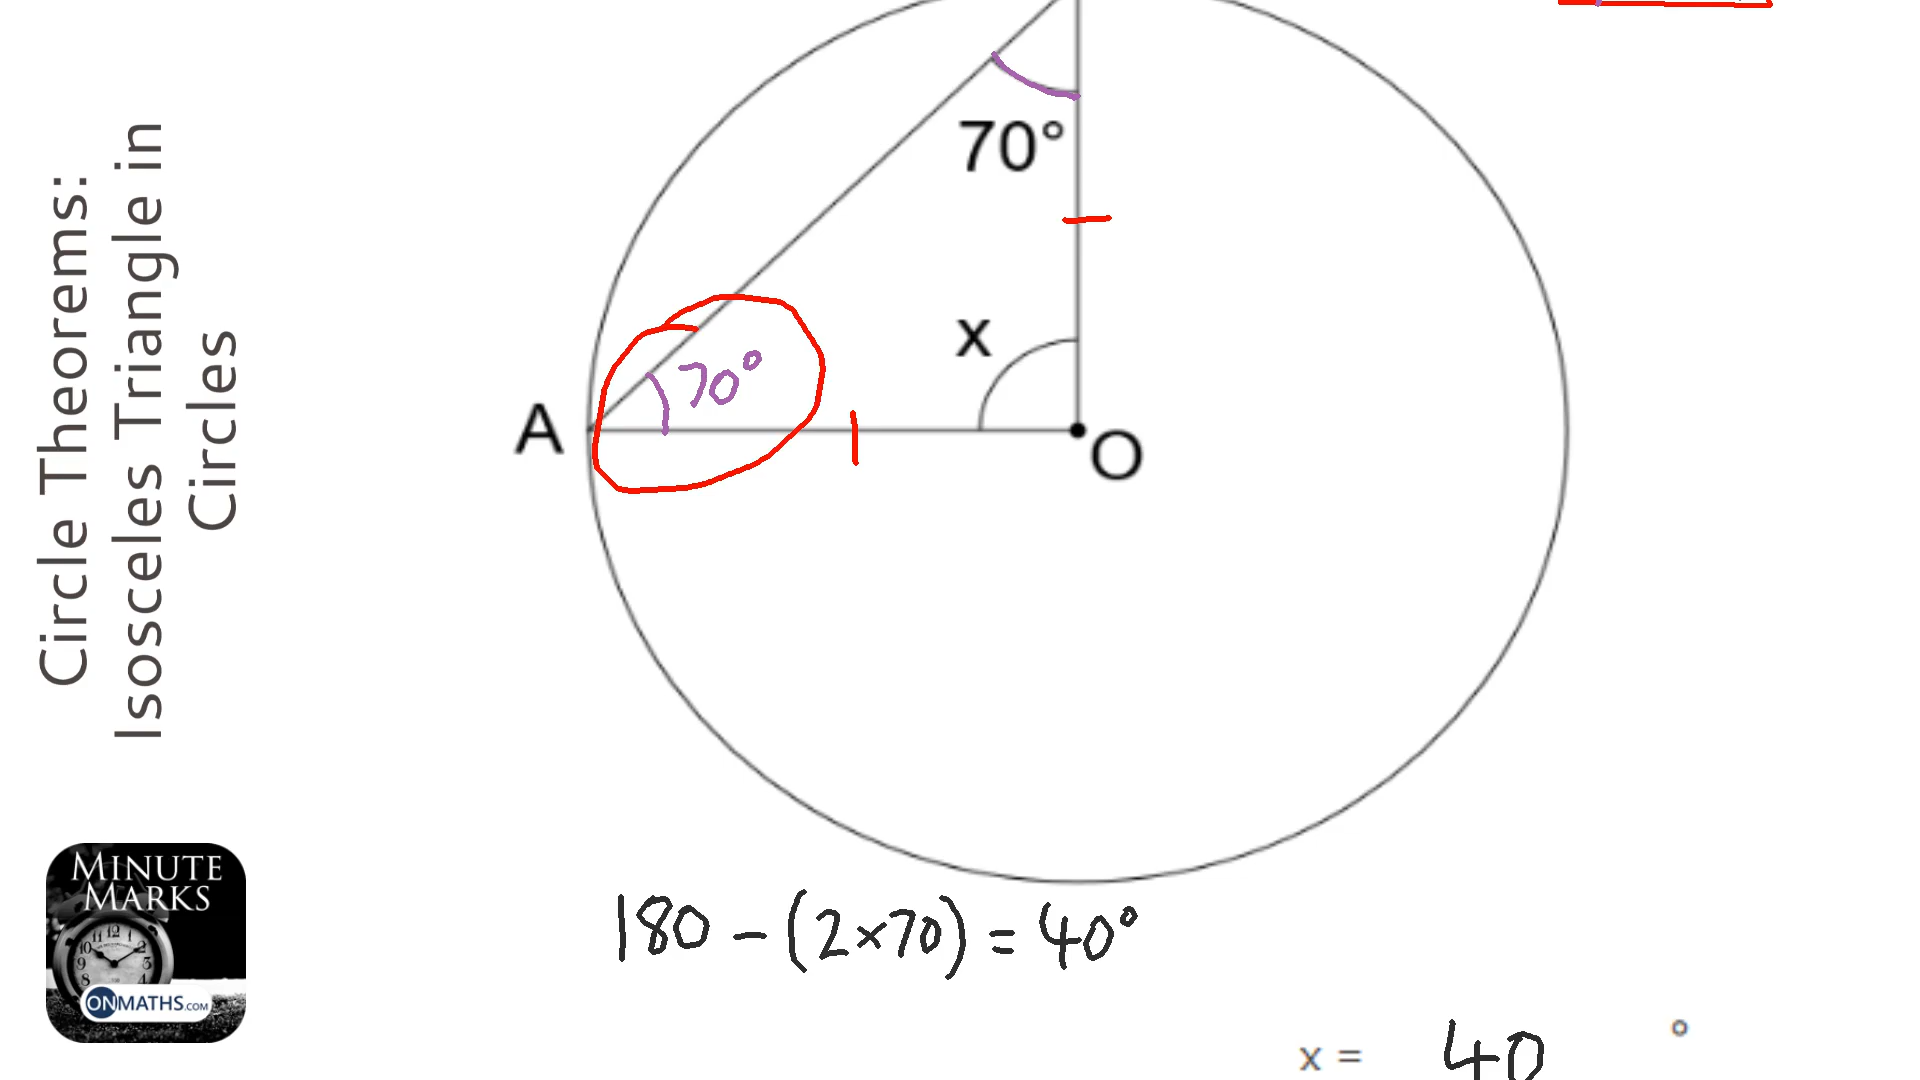 Circle Theorems:
Isosceles Triangle in
Circles
70°
x
70°
A
O
180 - (2×70) = 40°
x = 40 °
MINUTE
MARKS
ONMATHS.COM